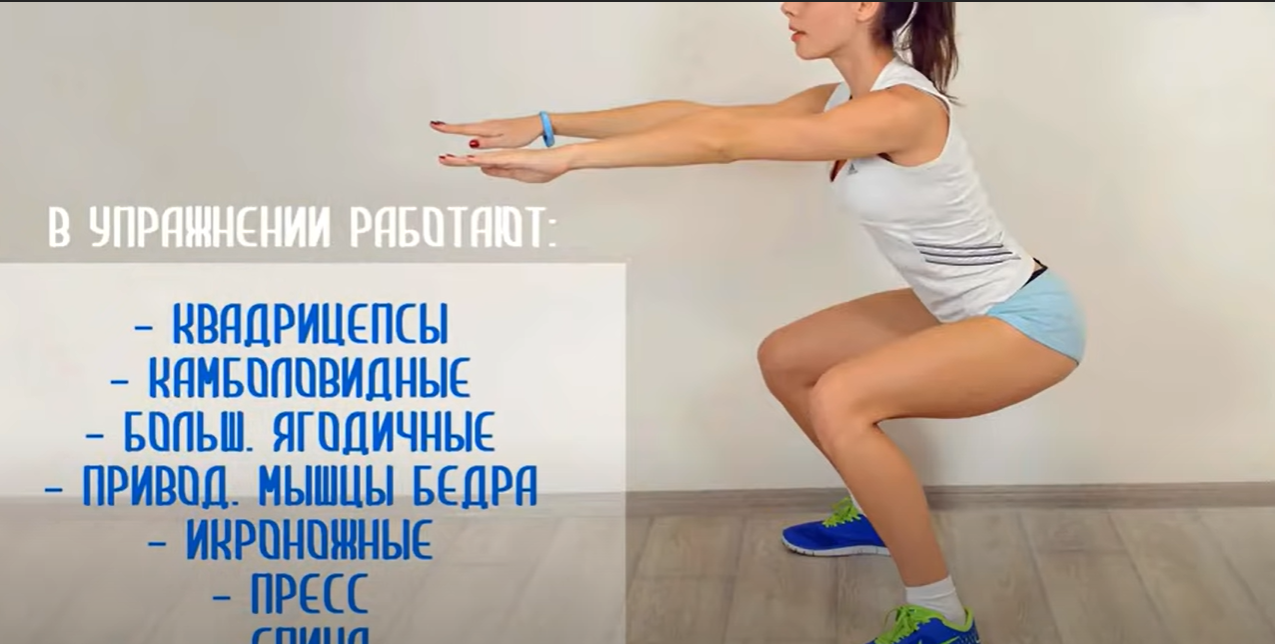 В УПРАЖНЕНИИ РАБОТАЮТ:
- КВАДРИЦЕПСЫ
- КАМБОЛОВИДНЫЕ
- БОЛЬШ. ЯГОДИЧНЫЕ
- ПРИВОД. МЫШЦЫ БЕДРА
- ИКРОНОЖНЫЕ
- ПРЕСС